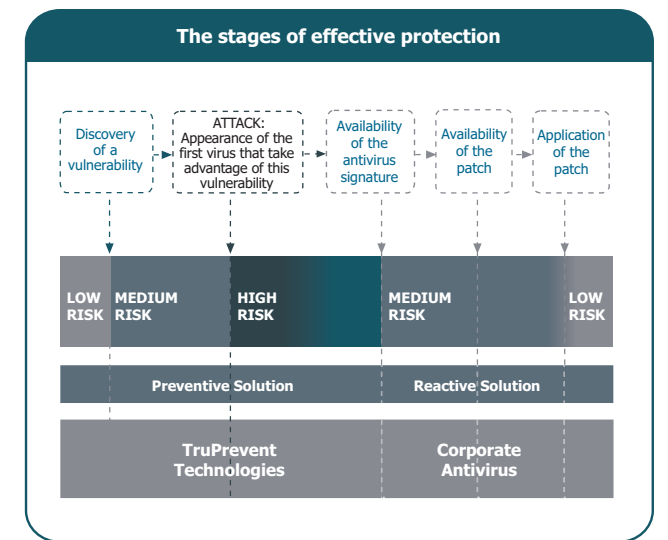 The stages of effective protection
Discovery
of a
vulnerability
ATTACK:
Appearance of the
first virus that take
advantage of this
vulnerability
Availability
of the
antivirus
signature
Availability
of the
patch
Application
of the
patch
LOW
RISK
MEDIUM
RISK
HIGH
RISK
MEDIUM
RISK
LOW
RISK
Preventive Solution
Reactive Solution
TruPrevent
Technologies
Corporate
Antivirus